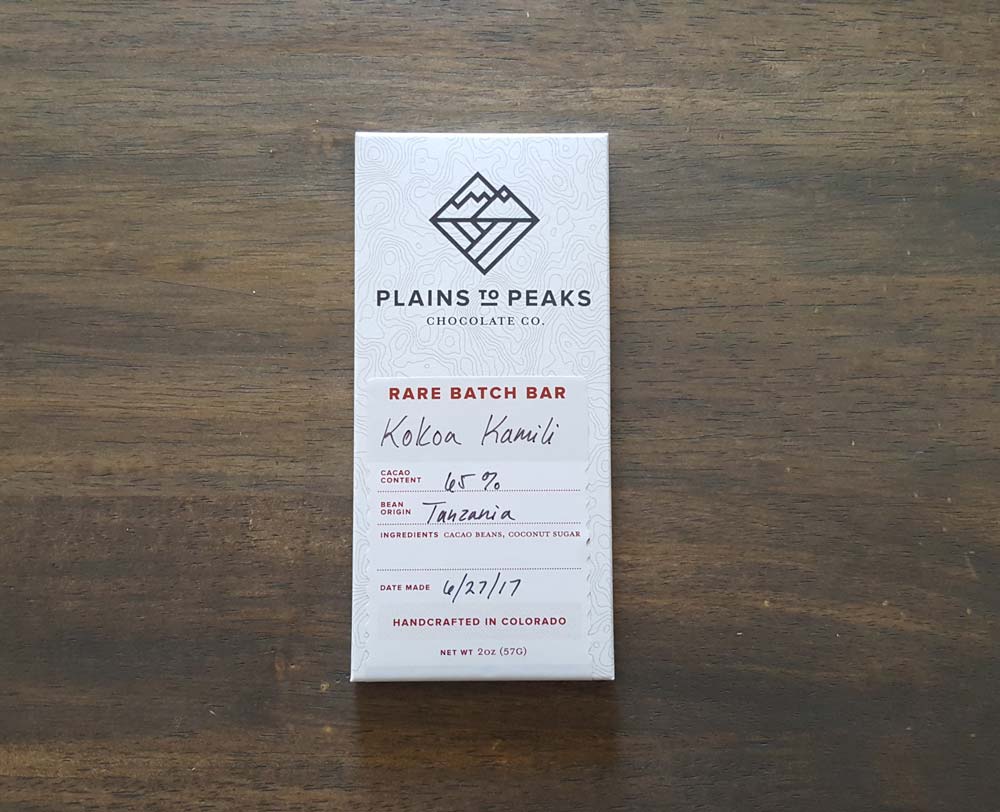 PLAINS TO PEAKS
CHOCOLATE CO.
RARE BATCH BAR
Kokoa Kamili
CACAO CONTENT 65%
BEAN ORIGIN Tanzania
INGREDIENTS CACAO BEANS, COCONUT SUGAR
DATE MADE 6/27/17
HANDCRAFTED IN COLORADO
NET WT 2OZ (57G)